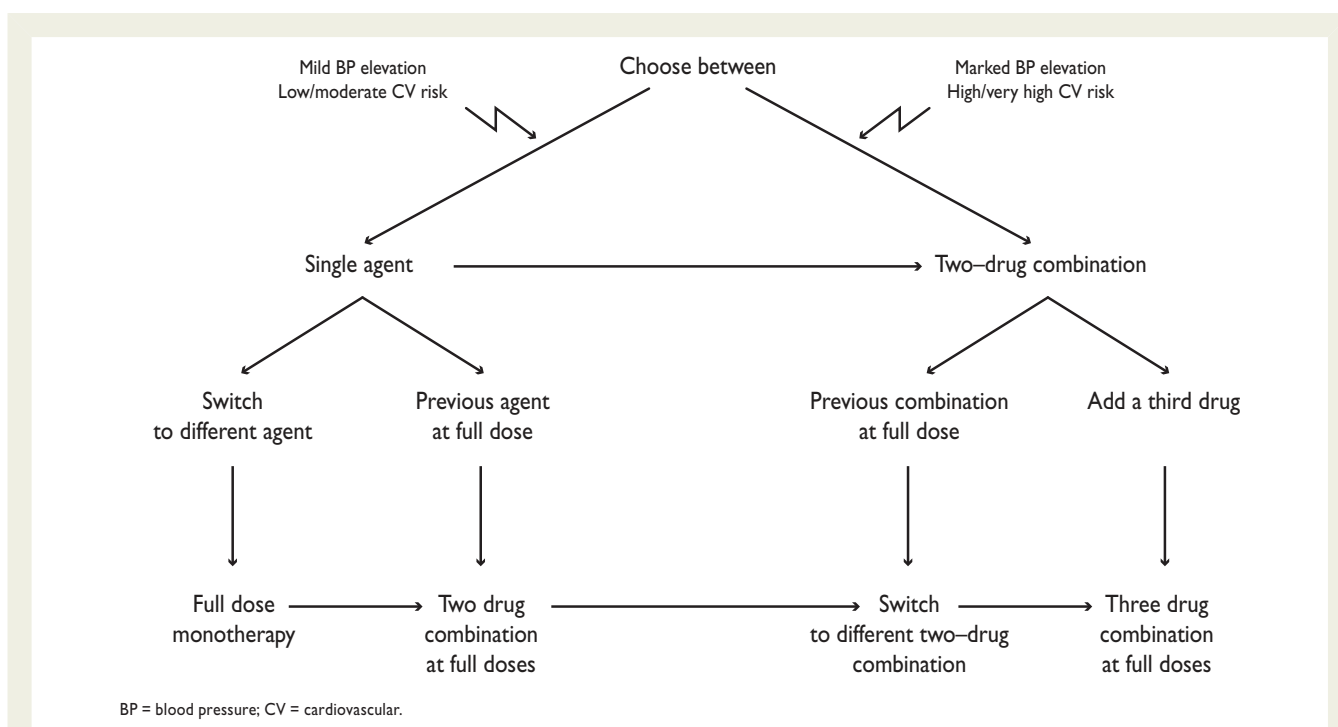 Mild BP elevation
Low/moderate CV risk
Choose between
Marked BP elevation
High/very high CV risk
Single agent
Two–drug combination
Switch
to different agent
Previous agent
at full dose
Previous combination
at full dose
Add a third drug
Full dose
monotherapy
Two drug
combination
at full doses
Switch
to different two–drug
combination
Three drug
combination
at full doses
BP = blood pressure; CV = cardiovascular.